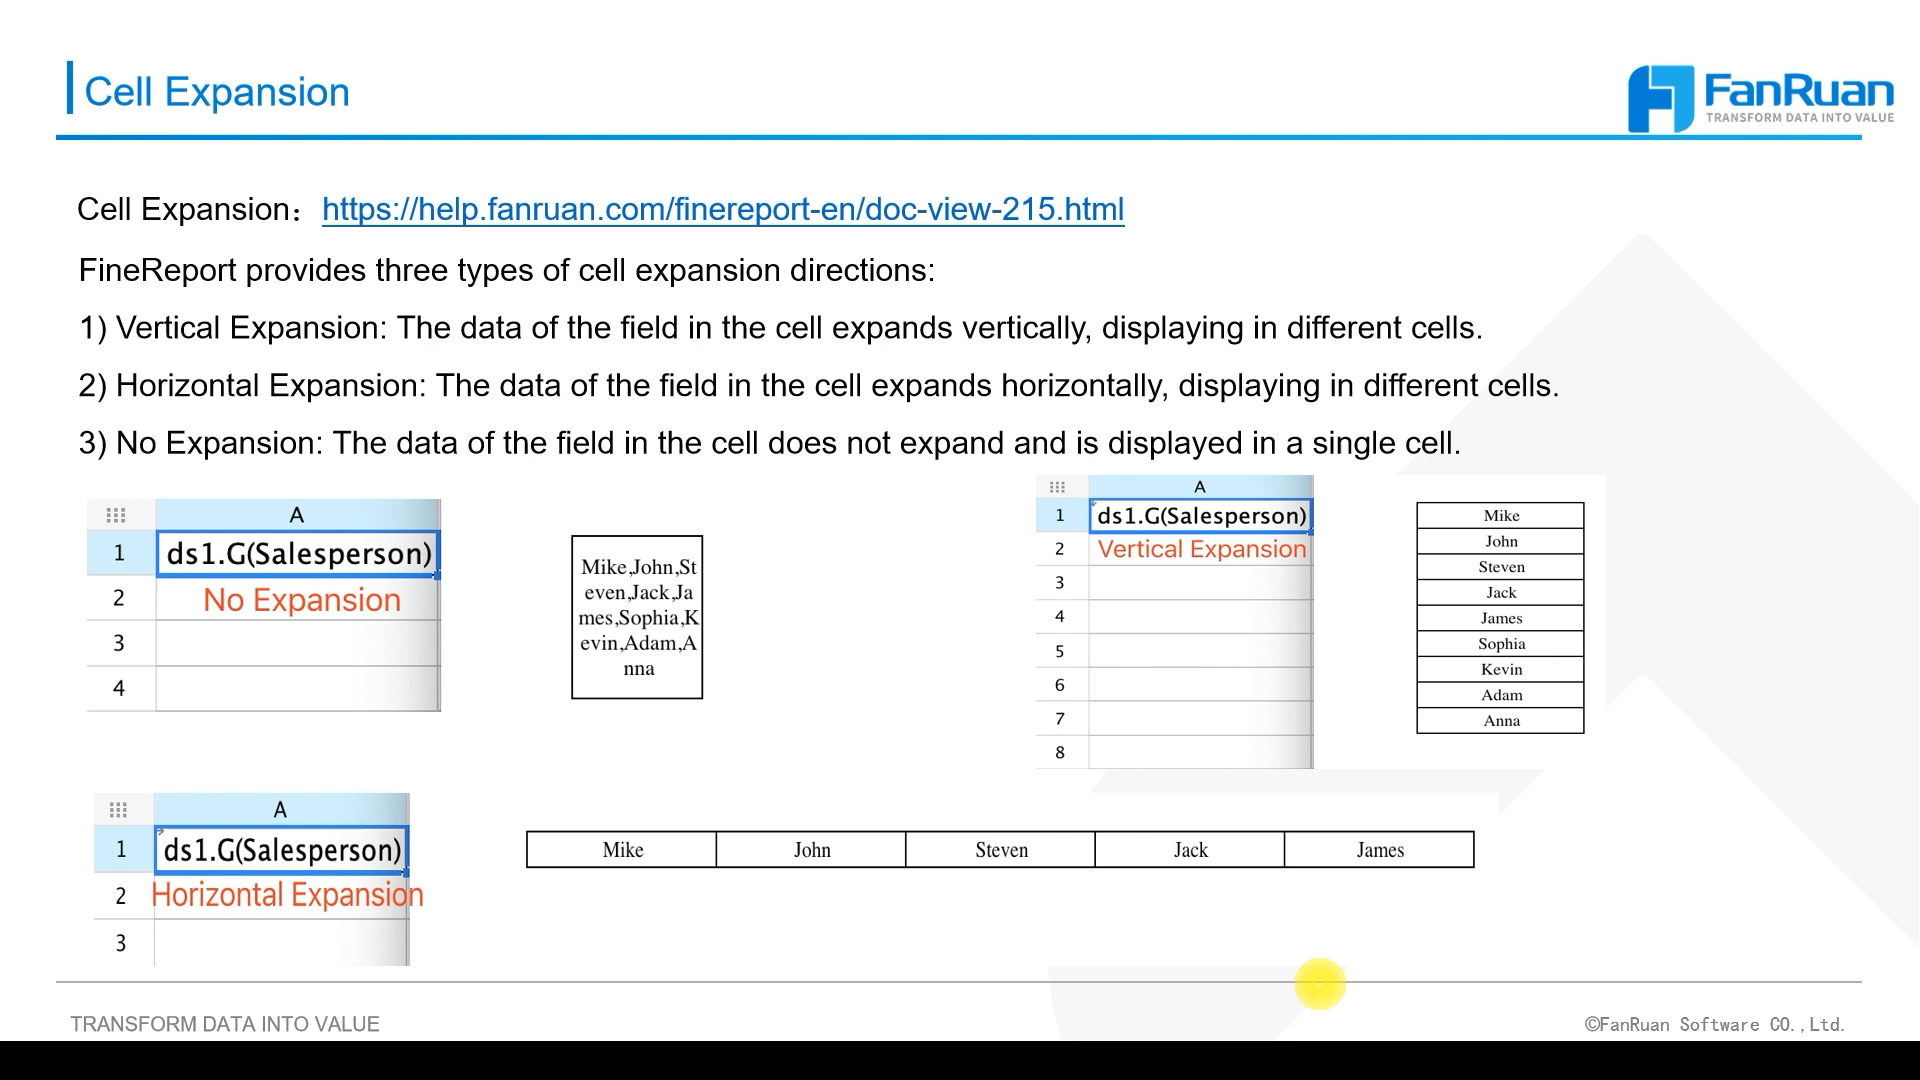 Cell Expansion
FanRuan
TRANSFORM DATA INTO VALUE
Cell Expansion：https://help.fanruan.com/finereport-en/doc-view-215.html
FineReport provides three types of cell expansion directions:
1) Vertical Expansion: The data of the field in the cell expands vertically, displaying in different cells.
2) Horizontal Expansion: The data of the field in the cell expands horizontally, displaying in different cells.
3) No Expansion: The data of the field in the cell does not expand and is displayed in a single cell.
A
1 ds1.G(Salesperson)
2 No Expansion
3
4
Mike,John,St
even,Jack,Ja
mes,Sophia,K
evin,Adam,A
nna
A
1 ds1.G(Salesperson)
2 Vertical Expansion
3
4
5
6
7
8
Mike
John
Steven
Jack
James
Sophia
Kevin
Adam
Anna
A
1 ds1.G(Salesperson)
2 Horizontal Expansion
3
Mike John Steven Jack James
TRANSFORM DATA INTO VALUE
©FanRuan Software CO.,Ltd.